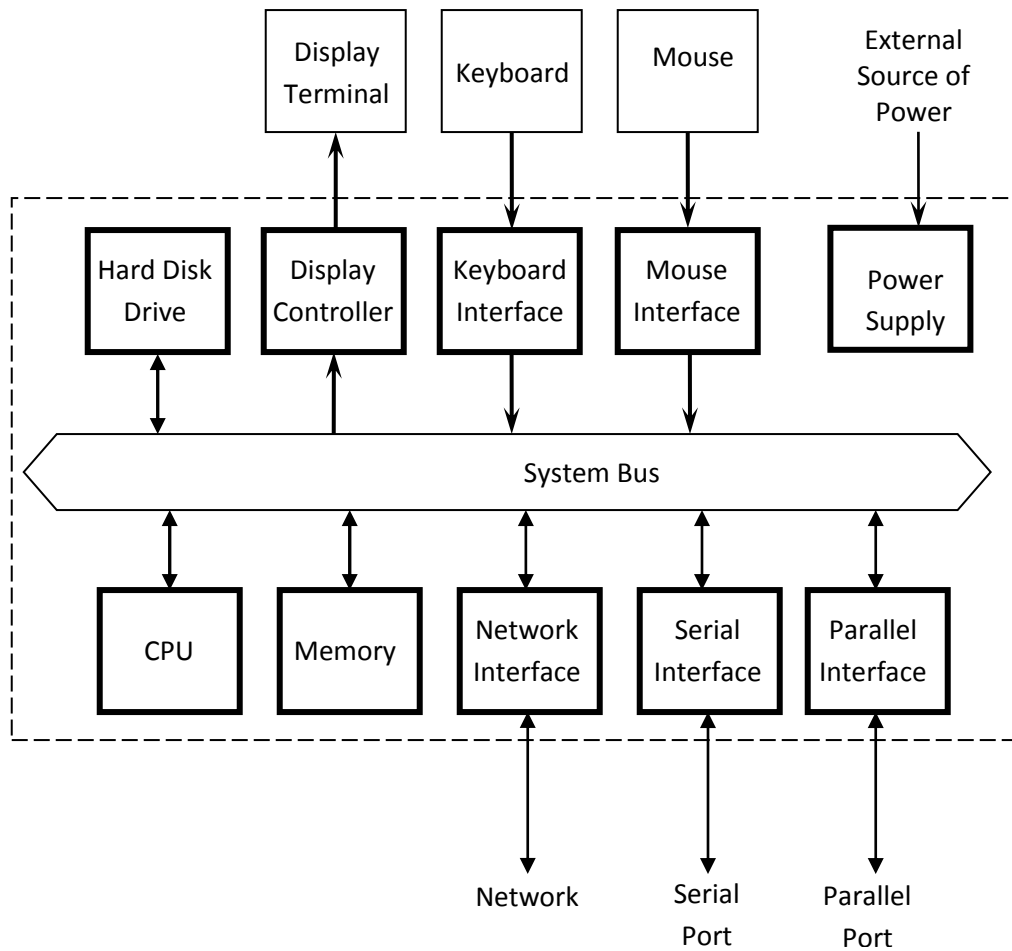 Display
Terminal
Keyboard
Mouse
External
Source of
Power
Hard Disk
Drive
Display
Controller
Keyboard
Interface
Mouse
Interface
Power
Supply
System Bus
CPU
Memory
Network
Interface
Serial
Interface
Parallel
Interface
Network
Serial
Port
Parallel
Port